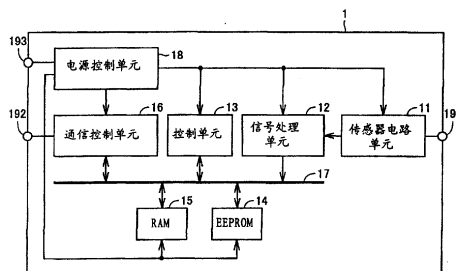 1
193
电源控制单元
18
192
通信控制单元
16
控制单元
13
信号处理
单元
12
传感器电路
单元
11
19
17
RAM
15
EEPROM
14